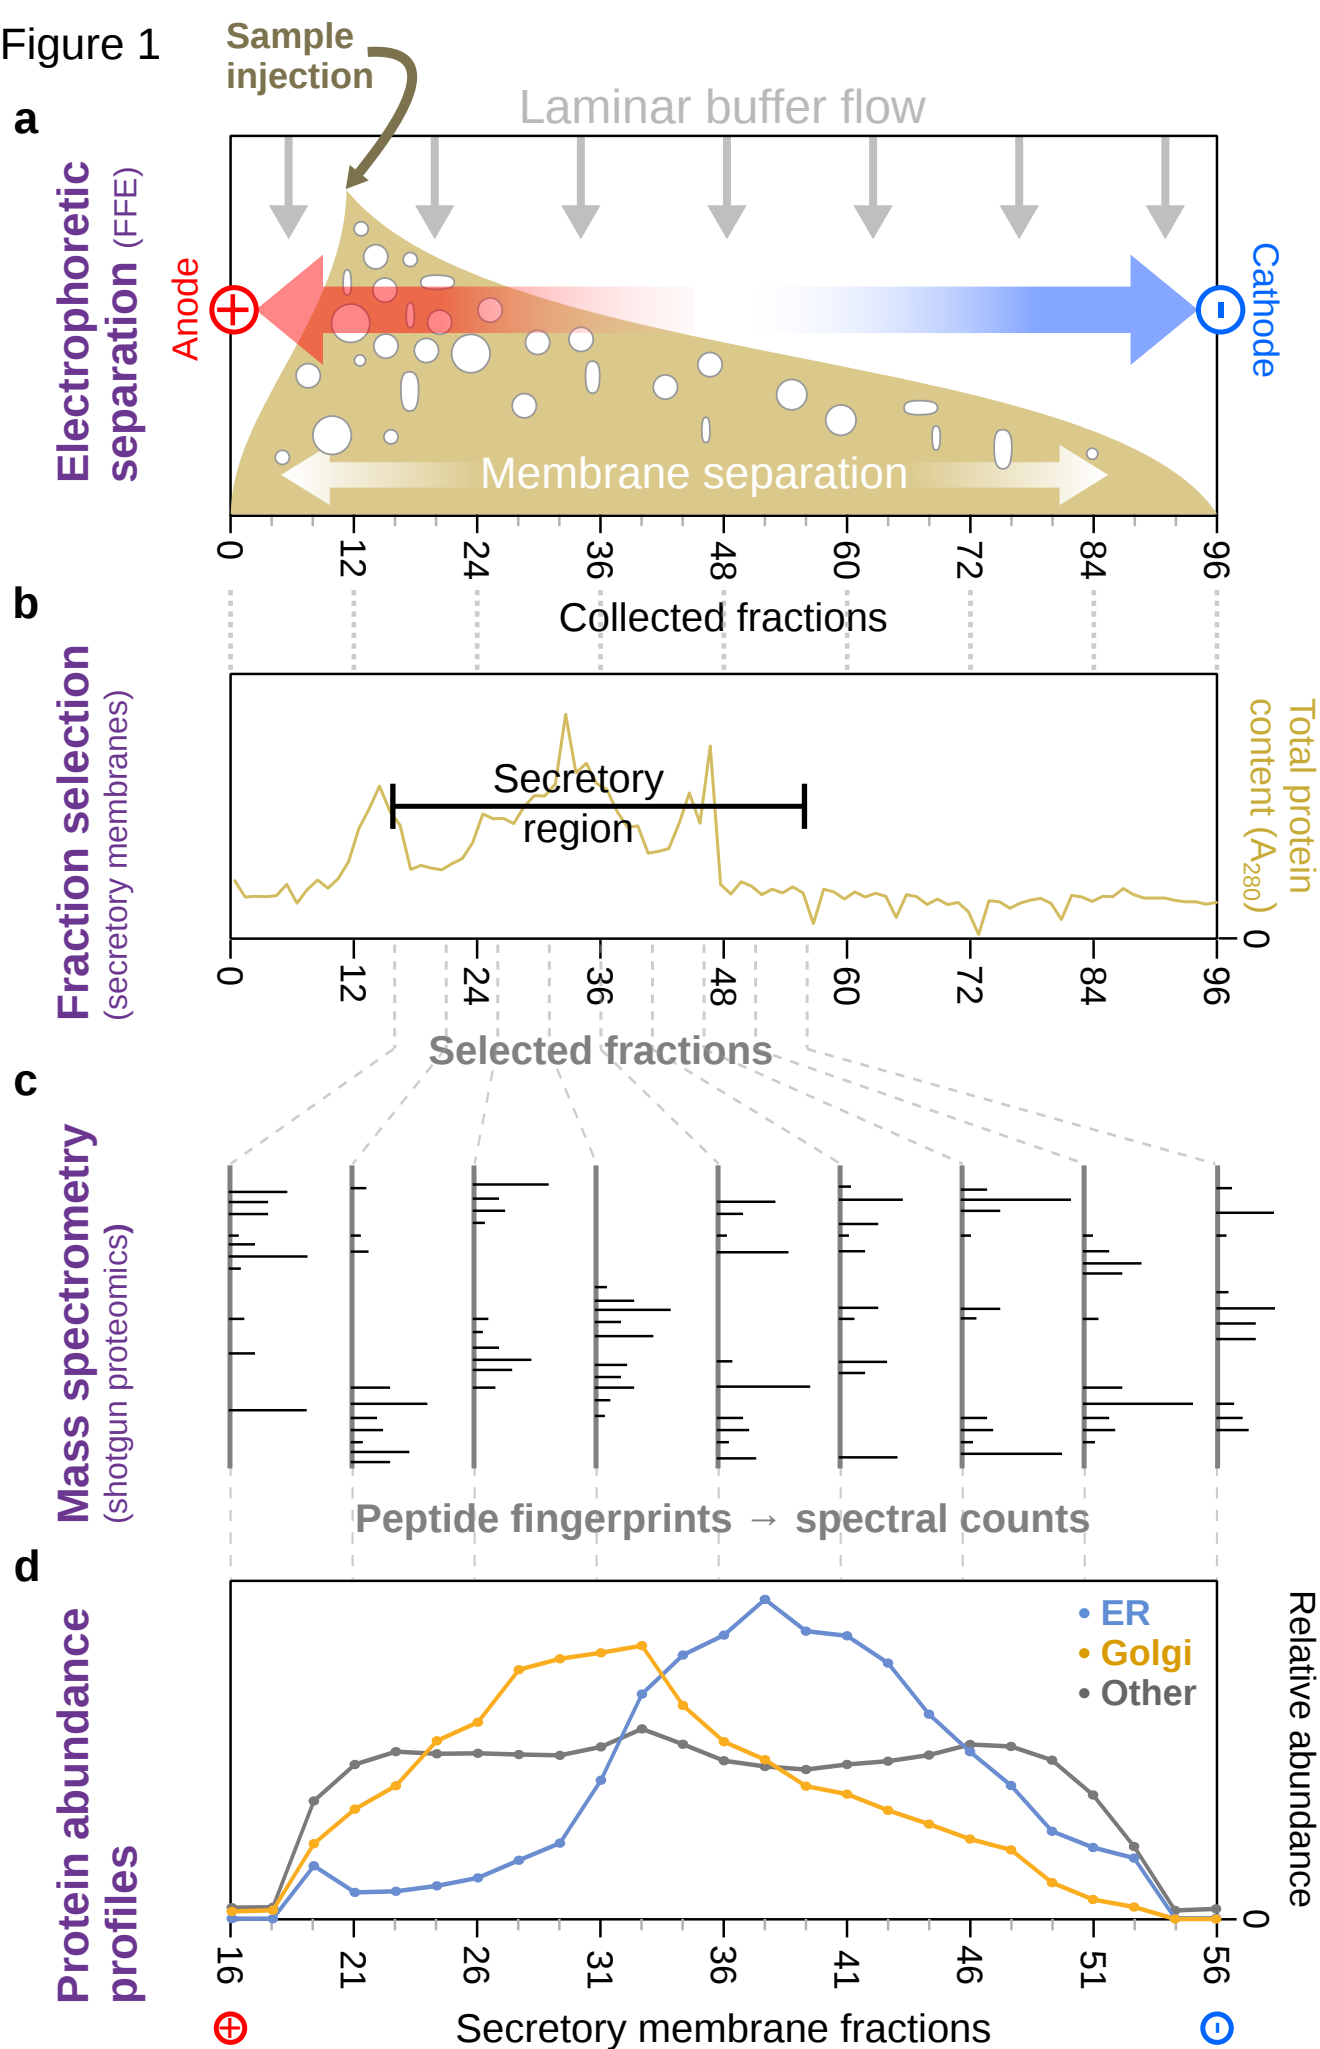 Figure 1
Sample
injection
a
Laminar buffer flow
Electrophoretic
separation (FFE)
Anode
+
-
Cathode
Membrane separation
0 12 24 36 48 60 72 84 96
Collected fractions
b
Fraction selection
(secretory membranes)
Secretory
region
Total protein
content (A280)
0
0 12 24 36 48 60 72 84 96
Selected fractions
c
Mass spectrometry
(shotgun proteomics)
Peptide fingerprints → spectral counts
d
Protein abundance
profiles
• ER
• Golgi
• Other
Relative abundance
0
16 21 26 31 36 41 46 51 56
+
Secretory membrane fractions
-